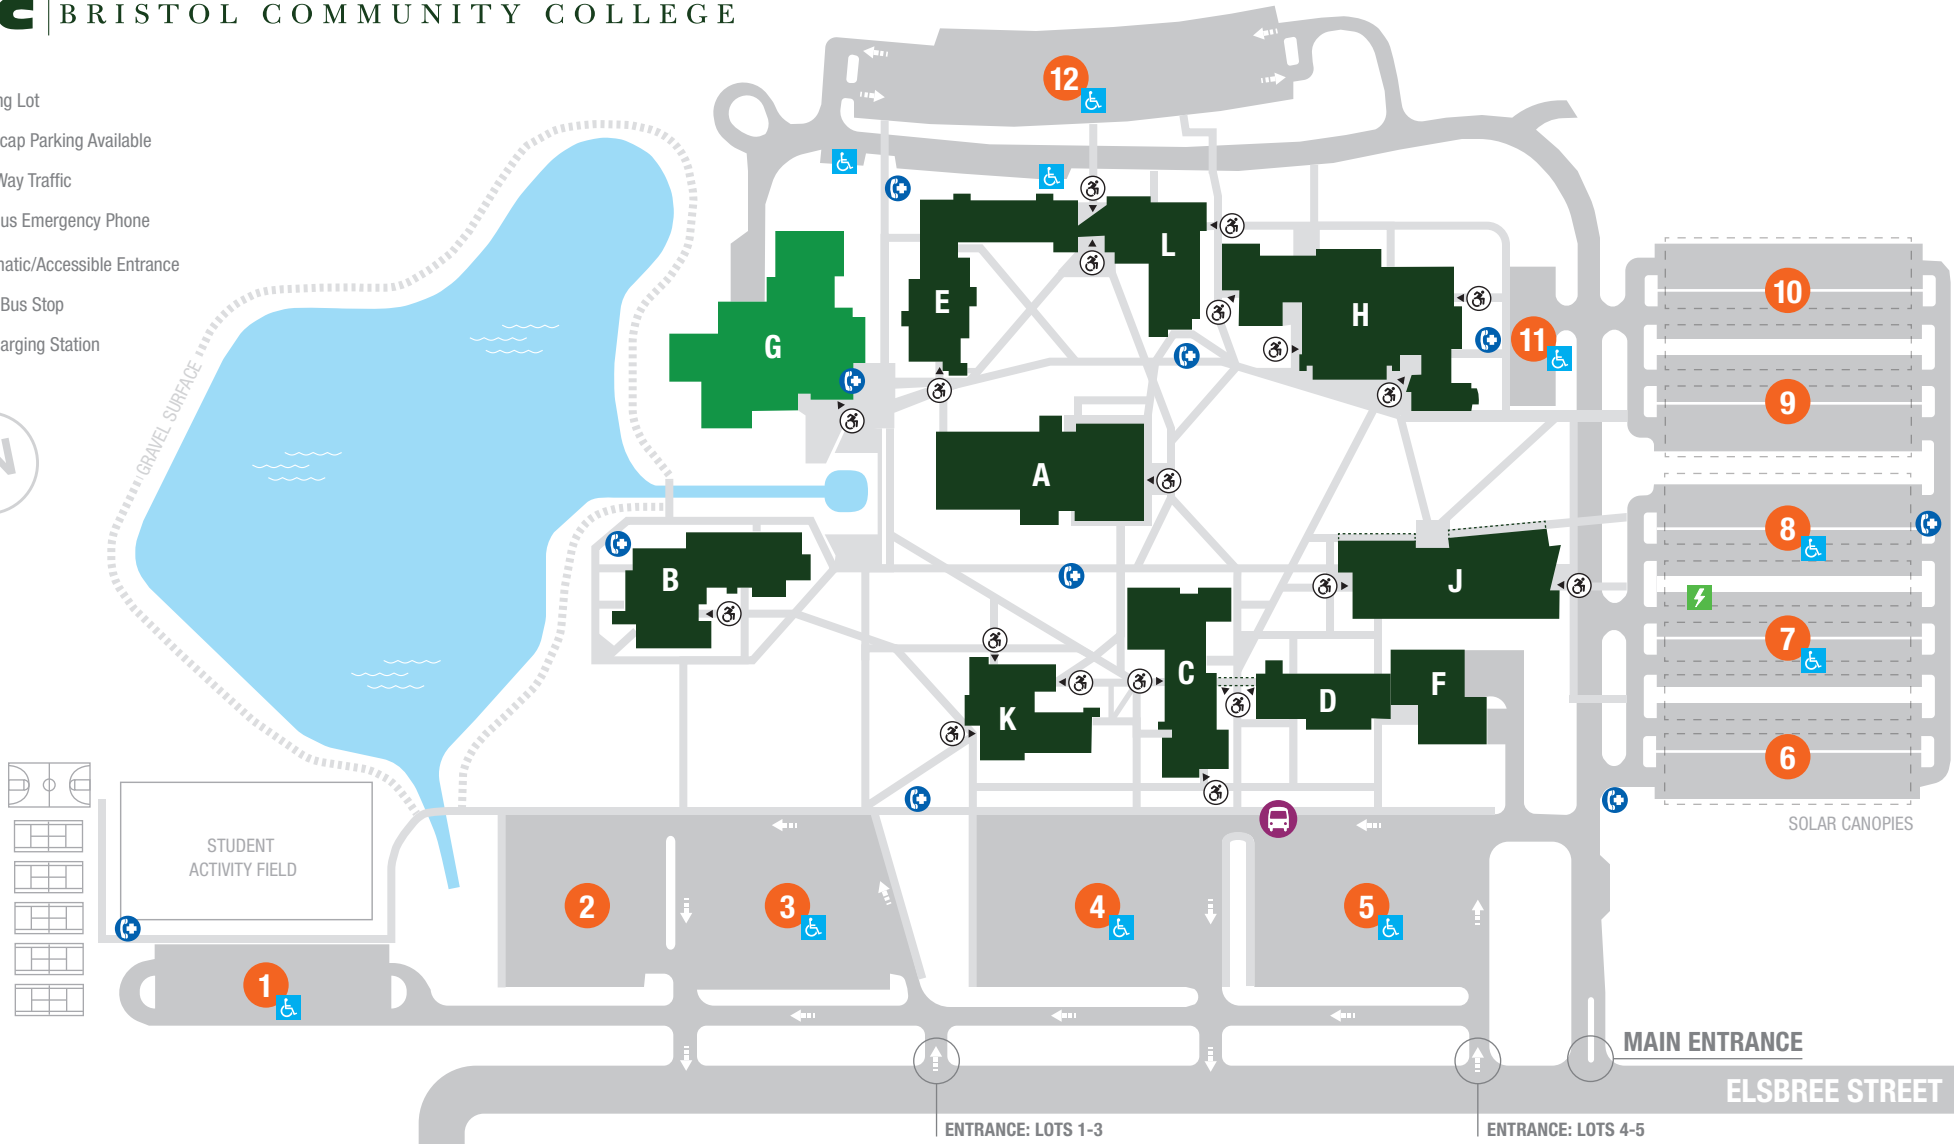 BRISTOL COMMUNITY COLLEGE
ng Lot
cap Parking Available
Way Traffic
us Emergency Phone
natic/Accessible Entrance
Bus Stop
arging Station
N
GRAVEL SURFACE
12
L
E
H
G
10
11
9
A
8
B
J
7
C
F
D
K
6
SOLAR CANOPIES
STUDENT
ACTIVITY FIELD
2
3
4
5
1
MAIN ENTRANCE
ELSBREE STREET
ENTRANCE: LOTS 1-3
ENTRANCE: LOTS 4-5